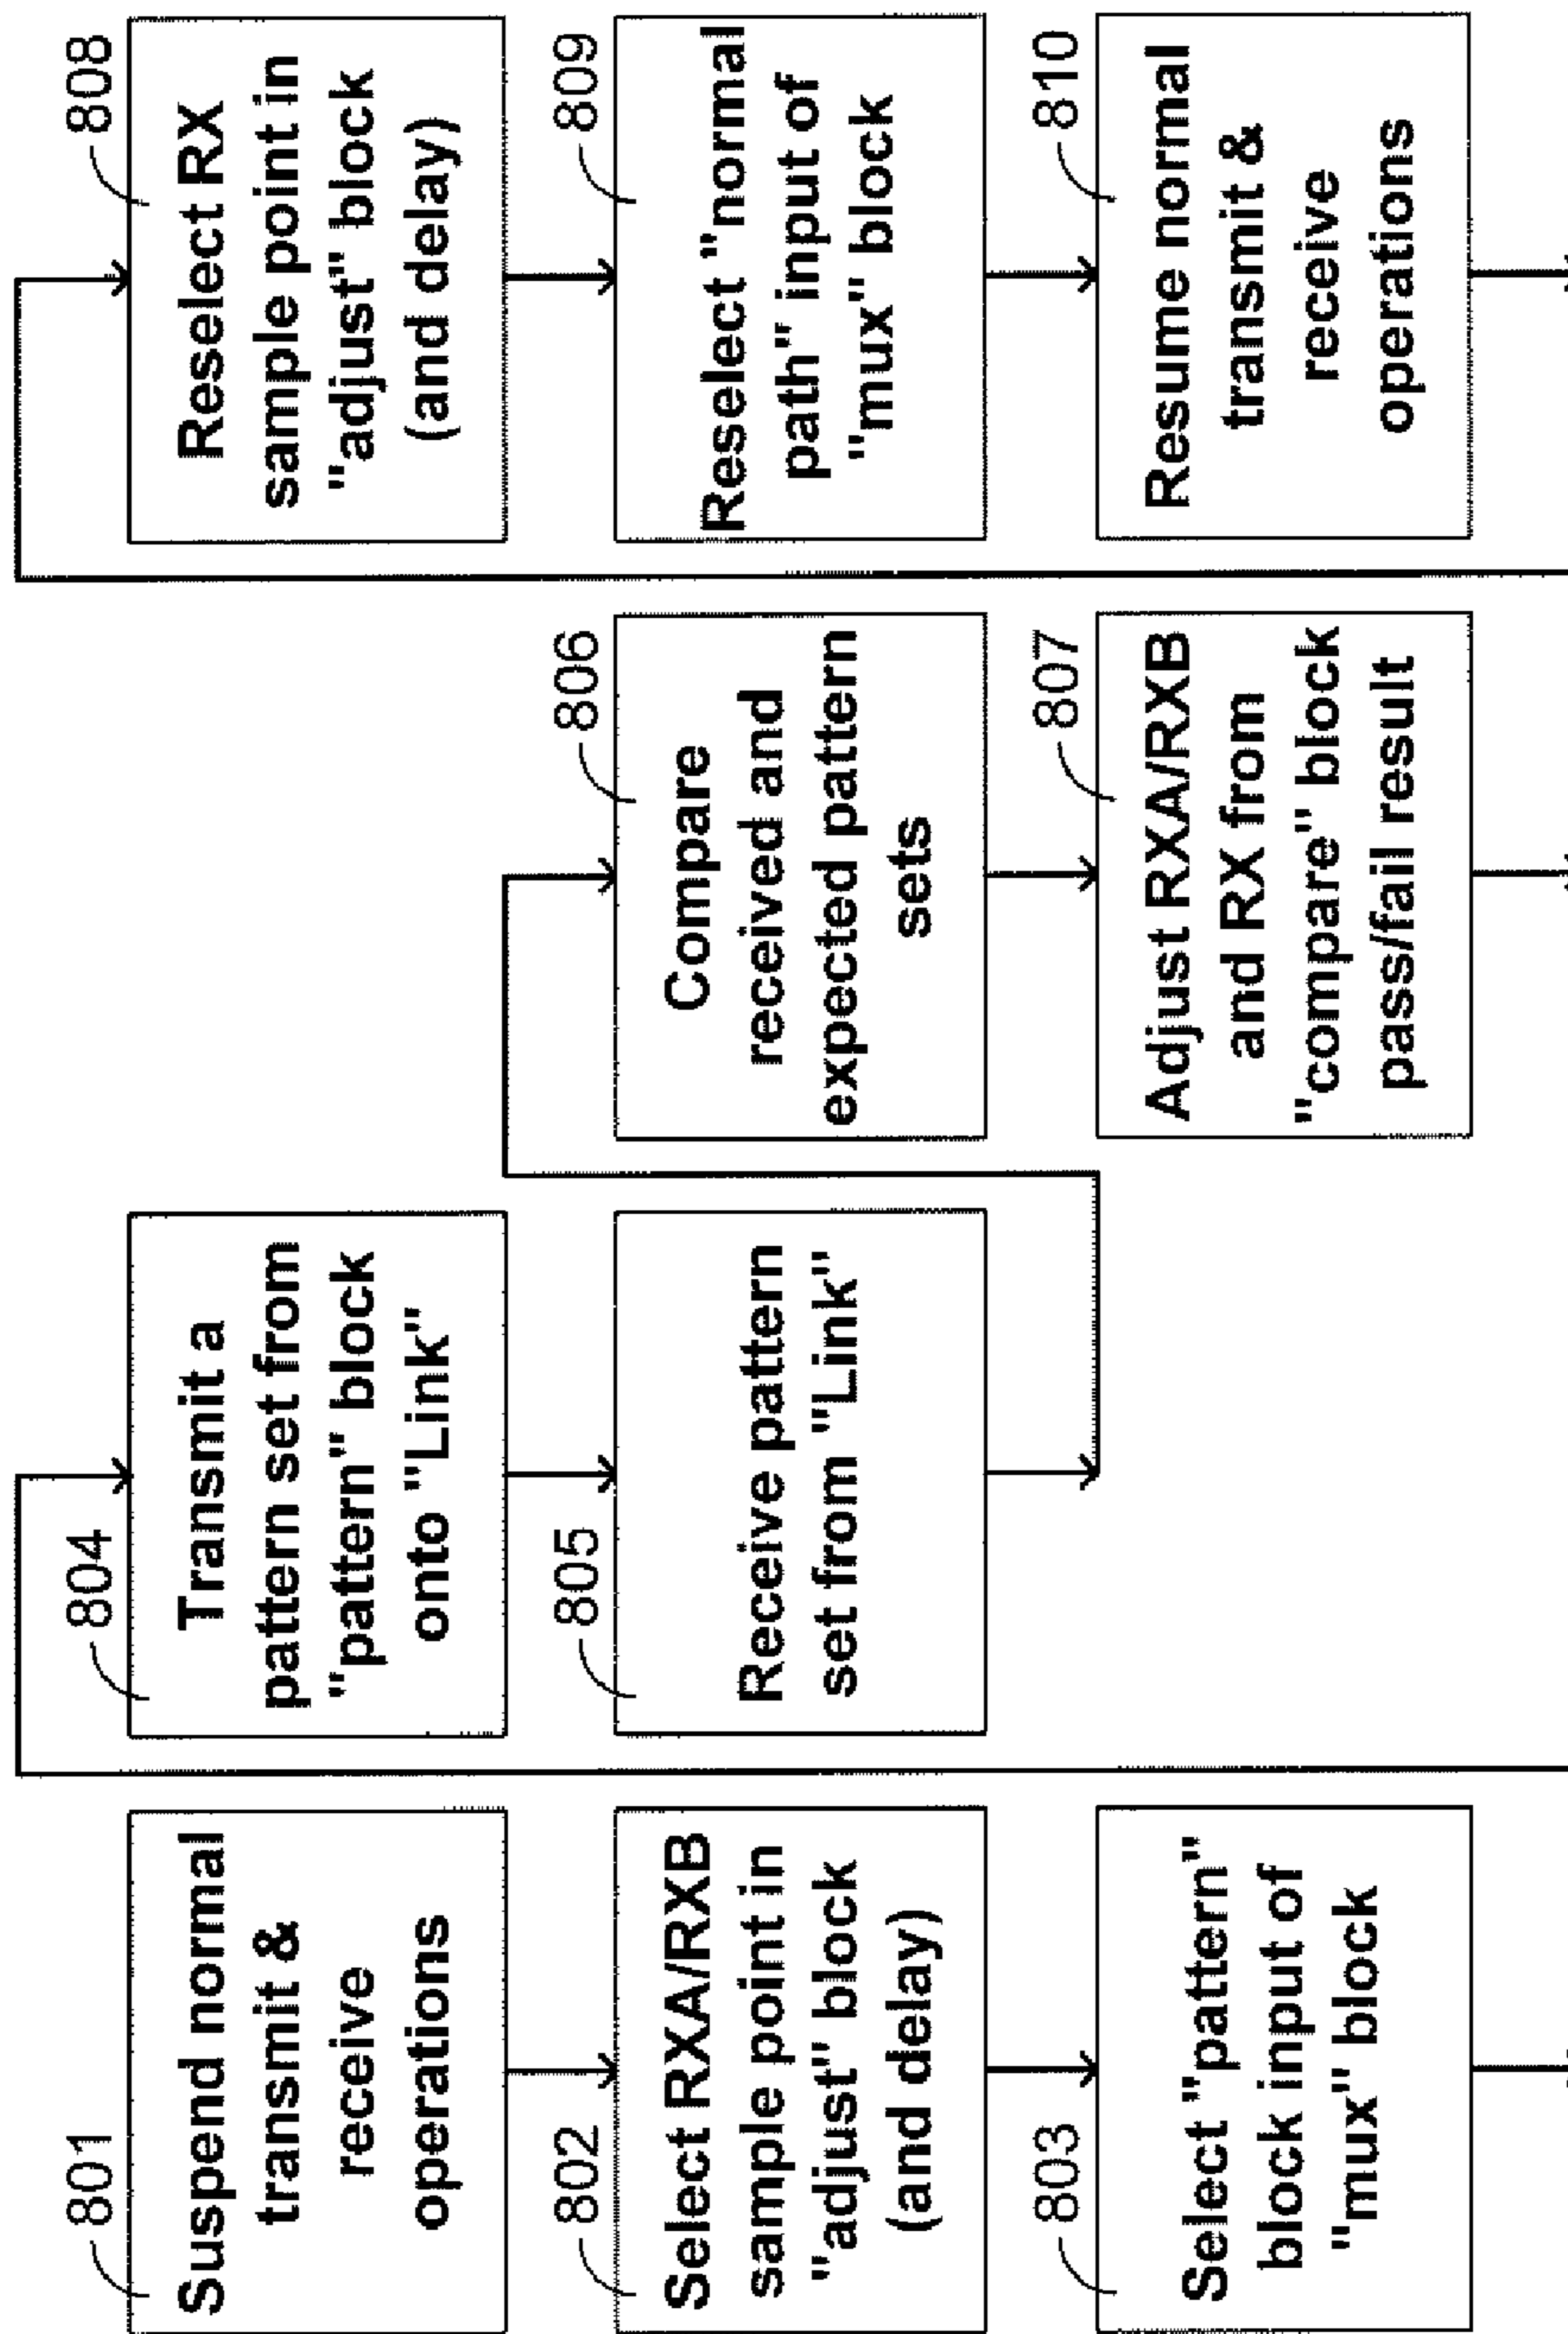 801
Suspend normal
transmit &
receive
operations
802
Select RXA/RXB
sample point in
"adjust" block
(and delay)
803
Select "pattern"
block input of
"mux" block
804
Transmit a
pattern set from
"pattern" block
onto "Link"
805
Receive pattern
set from "Link"
806
Compare
received and
expected pattern
sets
807
Adjust RXA/RXB
and RX from
"compare" block
pass/fail result
808
Reselect RX
sample point in
"adjust" block
(and delay)
809
Reselect "normal
path" input of
"mux" block
810
Resume normal
transmit &
receive
operations